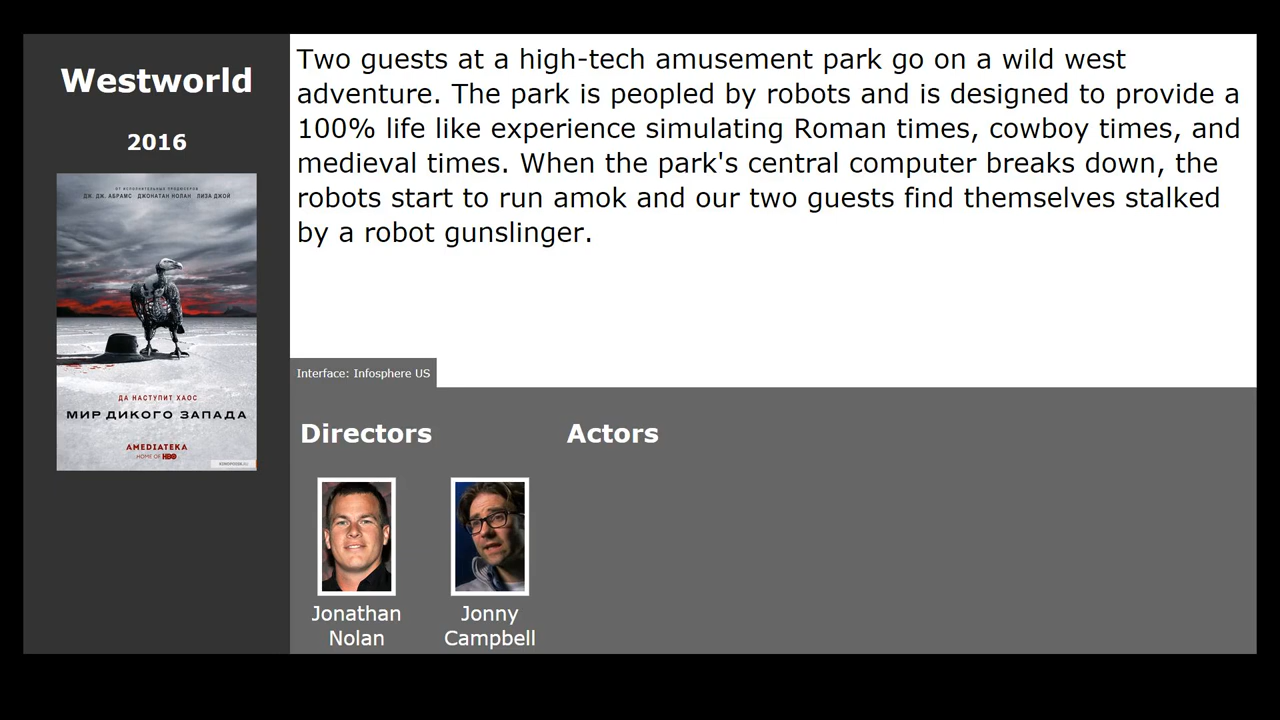 Westworld
2016
ОТ ИСПОЛНИТЕЛЬНЫХ ПРОДЮСЕРОВ
ДЖ. ДЖ. АБРАМС ДЖОНАТАН НОЛАН ЛИЗА ДЖОЙ
ДА НАСТУПИТ ХАОС
МИР ДИКОГО ЗАПАДА
AMEDIATEKA
HOME OF HBO
Two guests at a high-tech amusement park go on a wild west
adventure. The park is peopled by robots and is designed to provide a
100% life like experience simulating Roman times, cowboy times, and
medieval times. When the park's central computer breaks down, the
robots start to run amok and our two guests find themselves stalked
by a robot gunslinger.
Interface: Infosphere US
Directors
Jonathan
Nolan
Jonny
Campbell
Actors